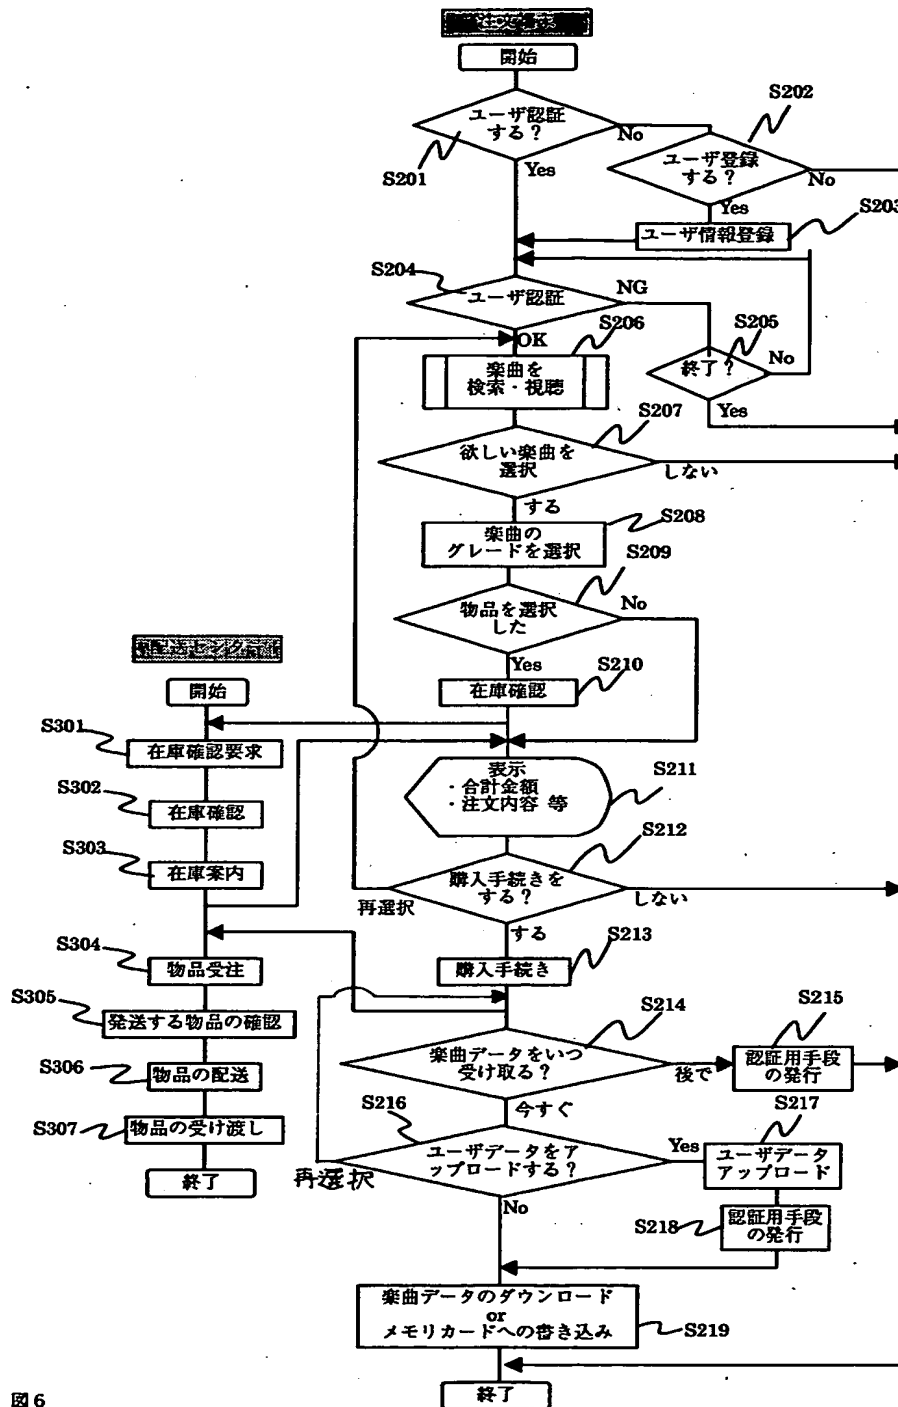 開始
ユーザ認証
する?
S201
No
Yes
S202
ユーザ登録
する?
No
Yes
S203
ユーザ情報登録
S204
ユーザ認証
NG
OK
S205
終了?
No
Yes
S206
楽曲を
検索・視聴
S207
欲しい楽曲を
選択
しない
する
S208
楽曲の
グレードを選択
S209
物品を選択
した
No
Yes
S210
在庫確認
配送センタ
開始
S301
在庫確認要求
S302
在庫確認
S303
在庫案内
S304
物品受注
S305
発送する物品の確認
S306
物品の配送
S307
物品の受け渡し
終了
表示
・合計金額
・注文内容 等
S211
S212
購入手続きを
する?
再選択
しない
する
S213
購入手続き
S214
楽曲データをいつ
受け取る?
後で
今すぐ
S215
認証用手段
の発行
S216
ユーザデータをア
ップロードする?
再選択
Yes
No
S217
ユーザデータ
アップロード
S218
認証用手段
の発行
楽曲データのダウンロード
or
メモリカードへの書き込み
S219
終了
図6